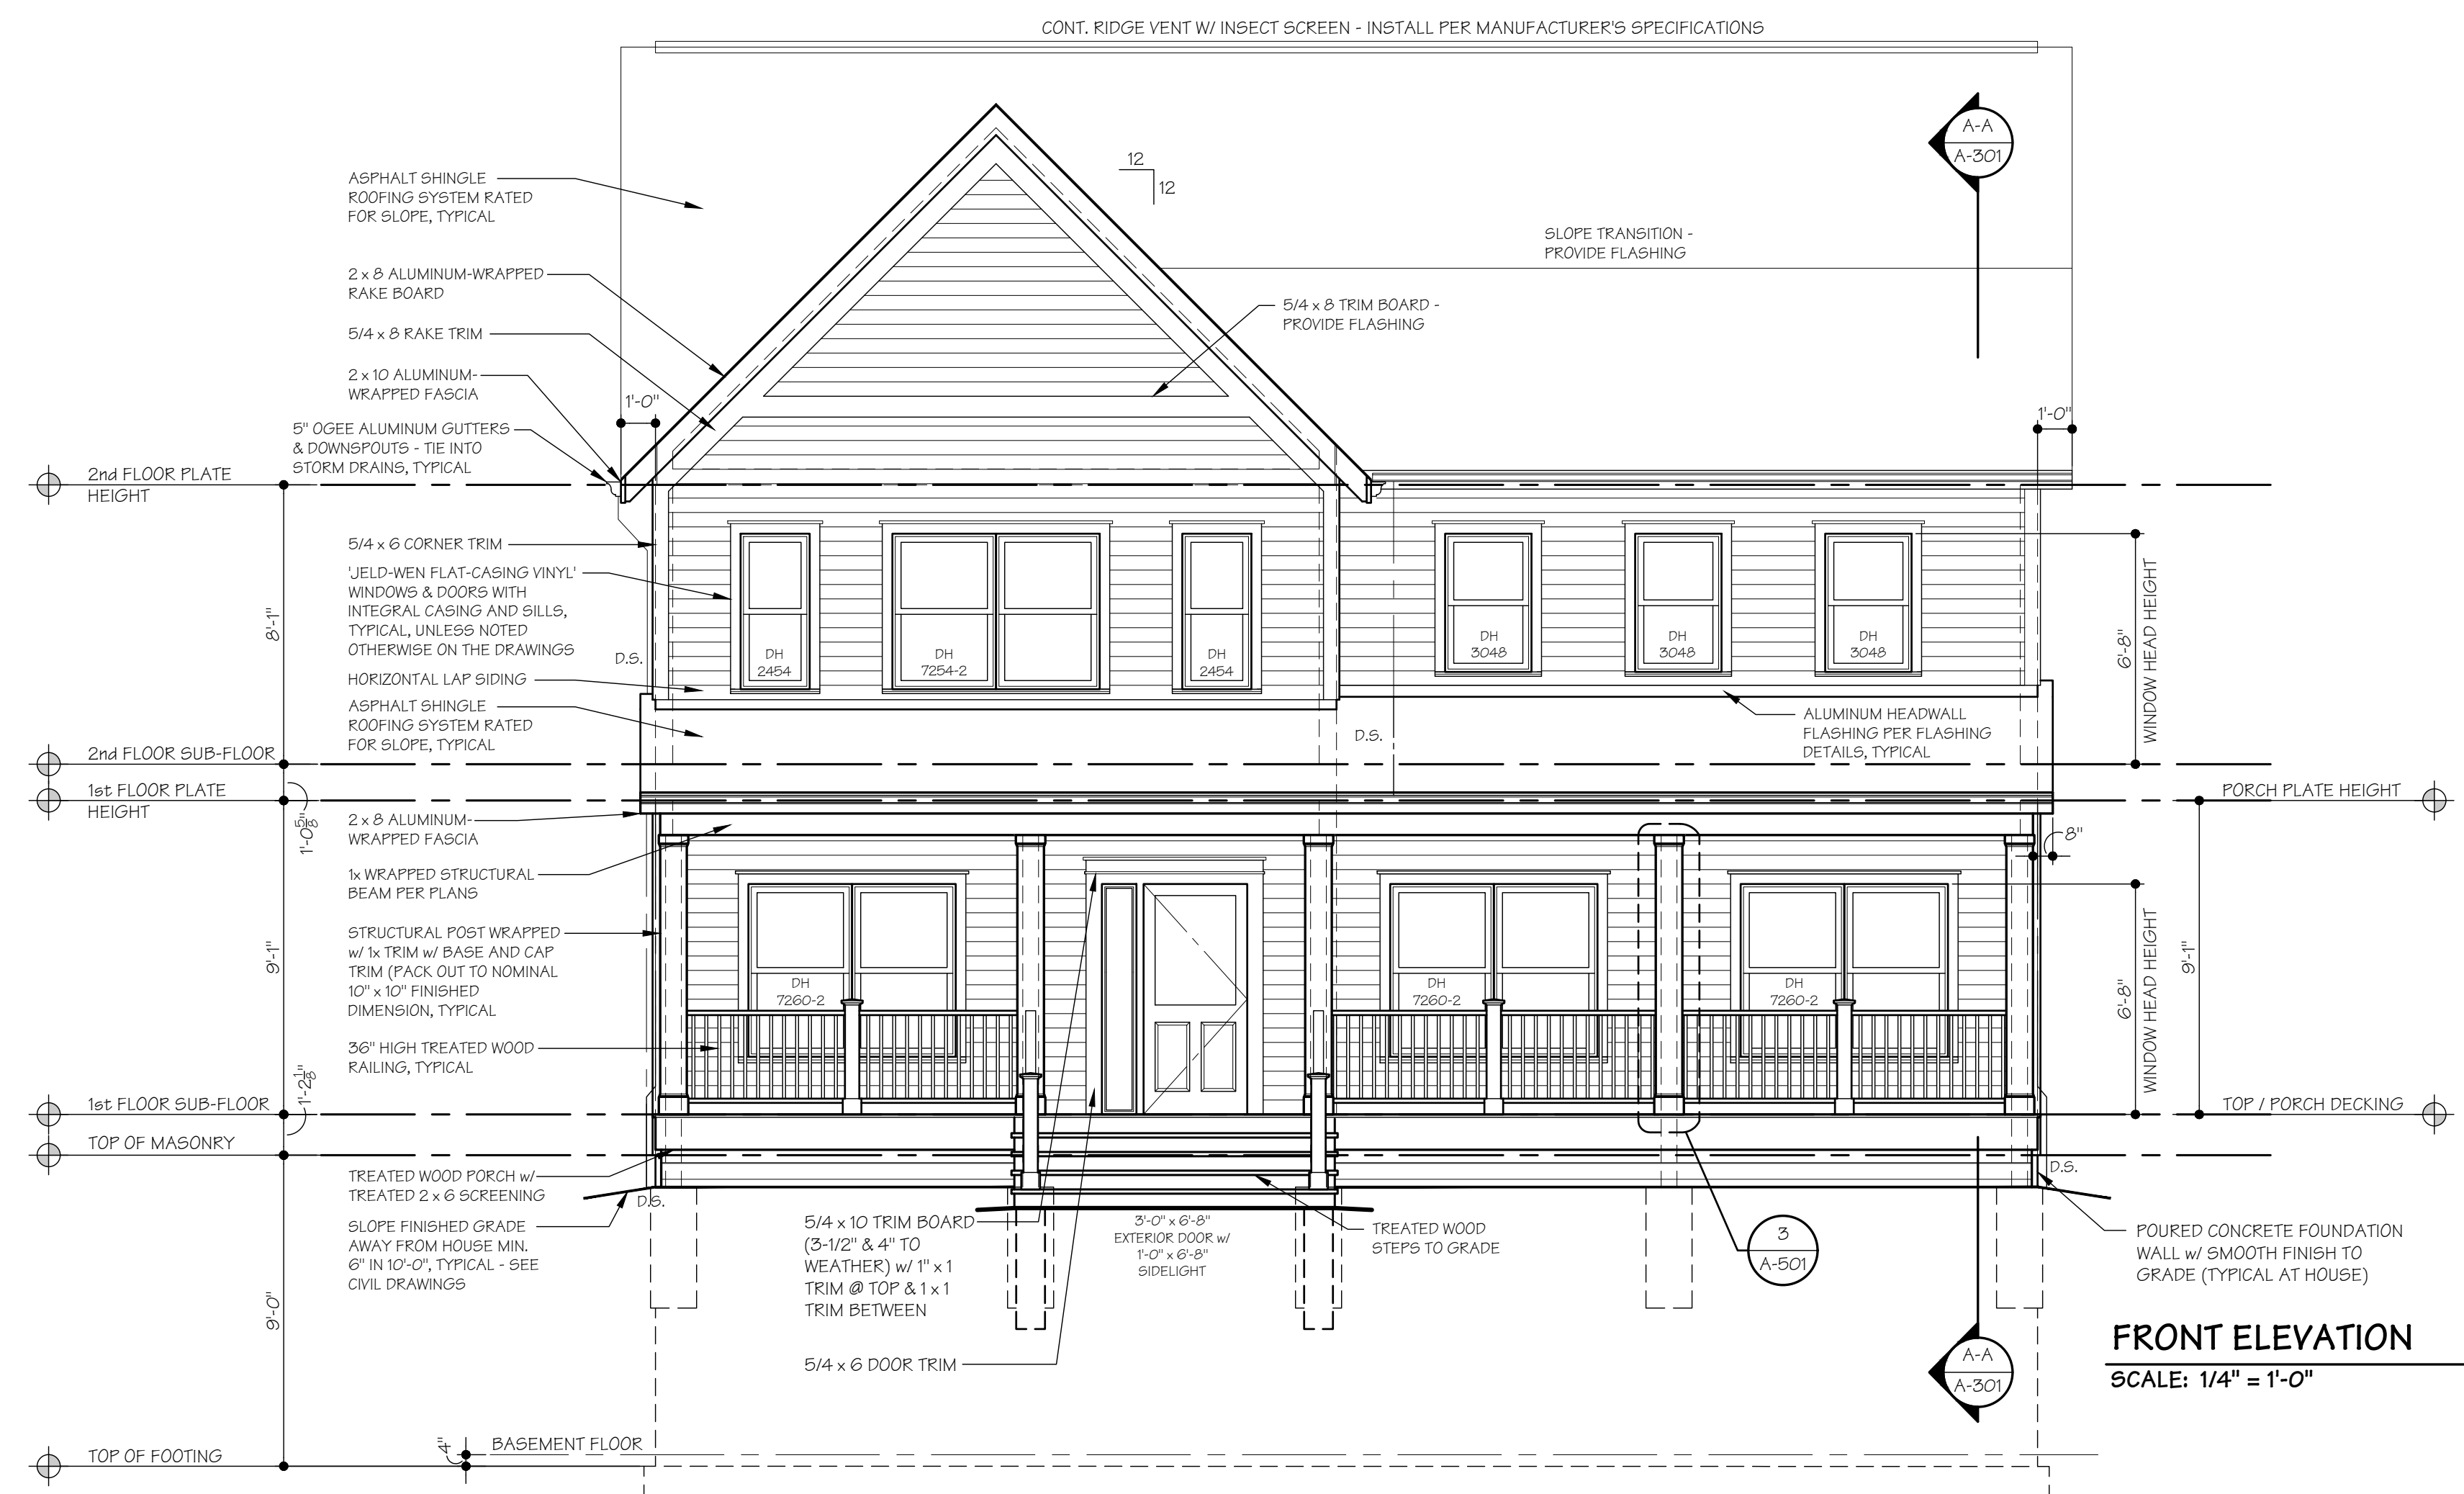 CONT. RIDGE VENT W/ INSECT SCREEN - INSTALL PER MANUFACTURER'S SPECIFICATIONS
A-A
A-301
12
12
ASPHALT SHINGLE
ROOFING SYSTEM RATED
FOR SLOPE, TYPICAL
SLOPE TRANSITION -
PROVIDE FLASHING
2 x 8 ALUMINUM-WRAPPED
RAKE BOARD
5/4 x 8 TRIM BOARD -
PROVIDE FLASHING
5/4 x 8 RAKE TRIM
2 x 10 ALUMINUM-
WRAPPED FASCIA
1'-0"
1'-0"
5" OGEE ALUMINUM GUTTERS
& DOWNSPOUTS - TIE INTO
STORM DRAINS, TYPICAL
2nd FLOOR PLATE
HEIGHT
5/4 x 6 CORNER TRIM
'JELD-WEN FLAT-CASING VINYL'
WINDOWS & DOORS WITH
INTEGRAL CASING AND SILLS,
TYPICAL, UNLESS NOTED
OTHERWISE ON THE DRAWINGS
8'-1"
D.S.
DH
2454
DH
7254-2
DH
2454
DH
3048
DH
3048
DH
3048
6'-8"
WINDOW HEAD HEIGHT
HORIZONTAL LAP SIDING
ASPHALT SHINGLE
ROOFING SYSTEM RATED
FOR SLOPE, TYPICAL
D.S.
ALUMINUM HEADWALL
FLASHING PER FLASHING
DETAILS, TYPICAL
2nd FLOOR SUB-FLOOR
1st FLOOR PLATE
HEIGHT
PORCH PLATE HEIGHT
1'-0 5/8"
2 x 8 ALUMINUM-
WRAPPED FASCIA
8"
1x WRAPPED STRUCTURAL
BEAM PER PLANS
STRUCTURAL POST WRAPPED
w/ 1x TRIM w/ BASE AND CAP
TRIM (PACK OUT TO NOMINAL
10" x 10" FINISHED
DIMENSION, TYPICAL
9'-1"
DH
7260-2
DH
7260-2
DH
7260-2
6'-8"
WINDOW HEAD HEIGHT
9'-1"
36" HIGH TREATED WOOD
RAILING, TYPICAL
1'-2 1/8"
1st FLOOR SUB-FLOOR
TOP / PORCH DECKING
TOP OF MASONRY
TREATED WOOD PORCH w/
TREATED 2 x 6 SCREENING
D.S.
D.S.
SLOPE FINISHED GRADE
AWAY FROM HOUSE MIN.
6" IN 10'-0", TYPICAL - SEE
CIVIL DRAWINGS
5/4 x 10 TRIM BOARD
(3-1/2" & 4" TO
WEATHER) w/ 1" x 1
TRIM @ TOP & 1 x 1
TRIM BETWEEN
3'-0" x 6'-8"
EXTERIOR DOOR w/
1'-0" x 6'-8"
SIDELIGHT
TREATED WOOD
STEPS TO GRADE
3
A-501
POURED CONCRETE FOUNDATION
WALL w/ SMOOTH FINISH TO
GRADE (TYPICAL AT HOUSE)
9'-0"
5/4 x 6 DOOR TRIM
A-A
A-301
FRONT ELEVATION
SCALE: 1/4" = 1'-0"
4"
BASEMENT FLOOR
TOP OF FOOTING